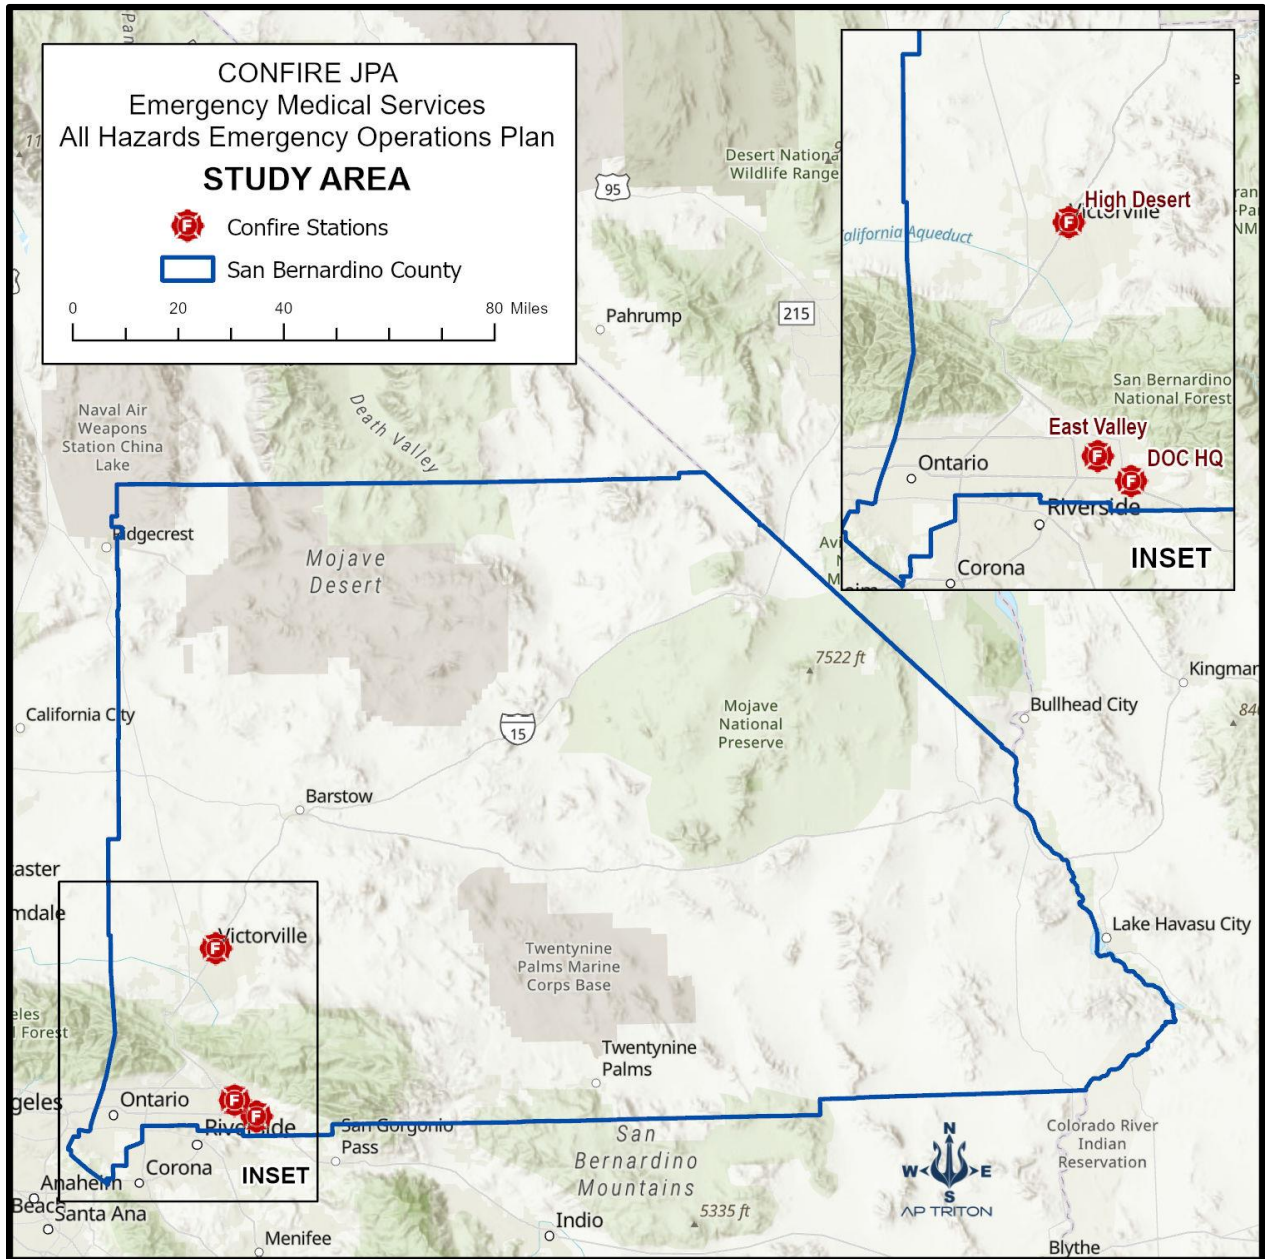 CONFIRE JPA
Emergency Medical Services
All Hazards Emergency Operations Plan
STUDY AREA
Confire Stations
San Bernardino County
0 20 40 80 Miles
95
Desert National
Wildlife Range
Pahrump
215
Death Valley
Naval Air
Weapons
Station China
Lake
Ridgecrest
Mojave
Desert
7522 ft
Mojave
National
Preserve
Kingman
Bullhead City
California City
15
Barstow
Lake Havasu City
Victorville
Twentynine
Palms Marine
Corps Base
Twentynine
Palms
Ontario
Riverside
San Gorgonio
Pass
Corona
INSET
San
Bernardino
Mountains
Colorado River
Indian
Reservation
Anaheim
Santa Ana
Menifee
Indio
5335 ft
Blythe
N
W E
S
AP TRITON
High Desert
Victorville
California Aqueduct
San Bernardino
National Forest
East Valley
DOC HQ
Ontario
Riverside
Corona
INSET